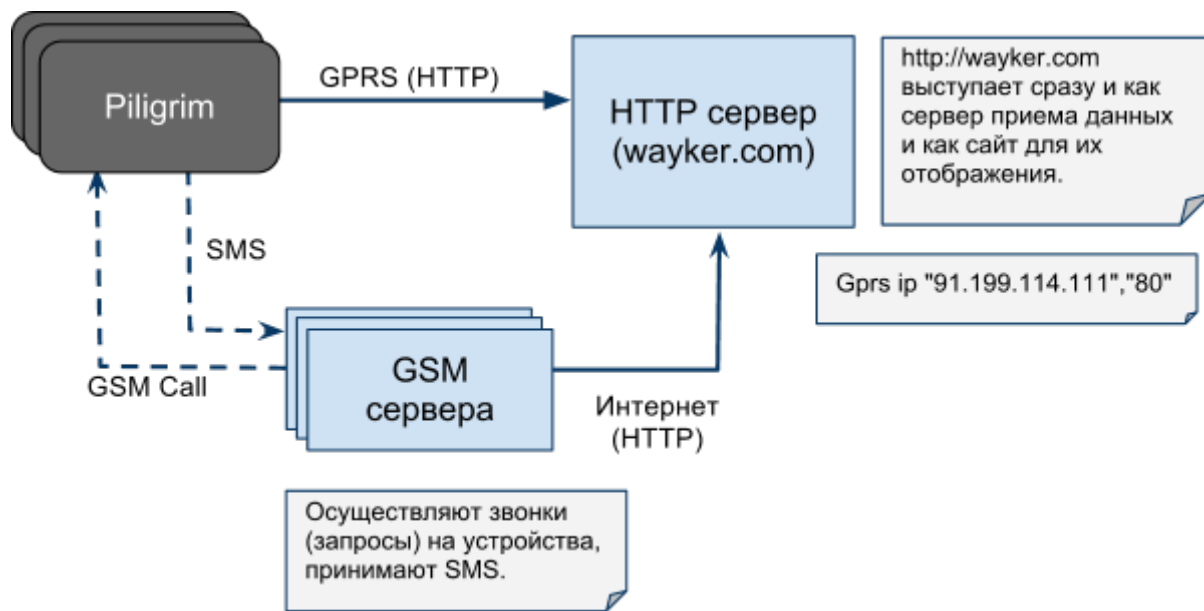 Piligrim
GPRS (HTTP)
HTTP сервер
(wayker.com)
http://wayker.com
выступает сразу и как
сервер приема данных
и как сайт для их
отображения.
SMS
Gprs ip "91.199.114.111","80"
GSM Call
GSM
сервера
Интернет
(HTTP)
Осуществляют звонки
(запросы) на устройства,
принимают SMS.